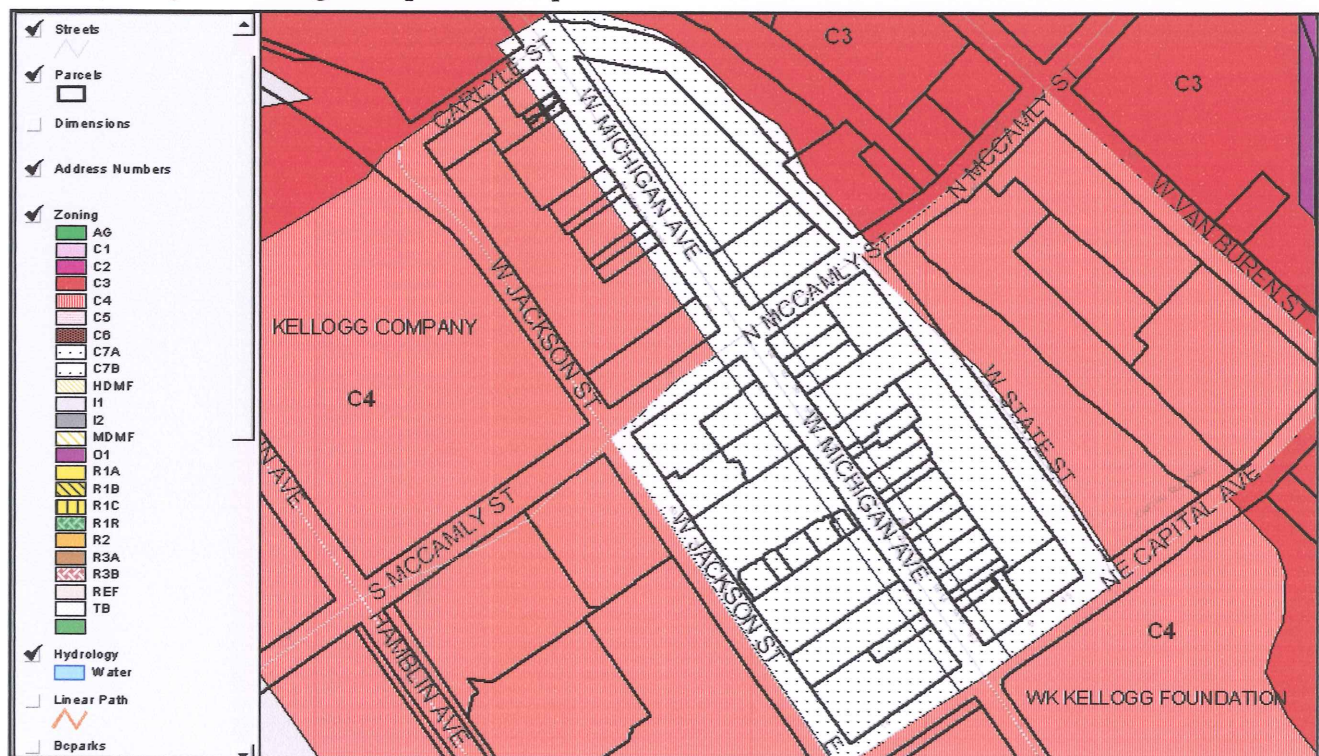 Streets
Parcels
Dimensions
Address Numbers
Zoning
AG
C1
C2
C3
C4
C5
C6
C7A
C7B
HDMF
I1
I2
MDMF
O1
R1A
R1B
R1C
R1R
R2
R3A
R3B
REF
TB
Hydrology
Water
Linear Path
Bcparks
C3
C3
CARLYLE ST
W MICHIGAN AVE
N MCCAMLY ST
W VAN BUREN ST
N MCCAMLY ST
W JACKSON ST
KELLOGG COMPANY
C4
W STATE ST
W MICHIGAN AVE
NE CAPITAL AVE
N AVE
S MCCAMLY ST
W JACKSON ST
S HAMBLIN AVE
C4
WK KELLOGG FOUNDATION